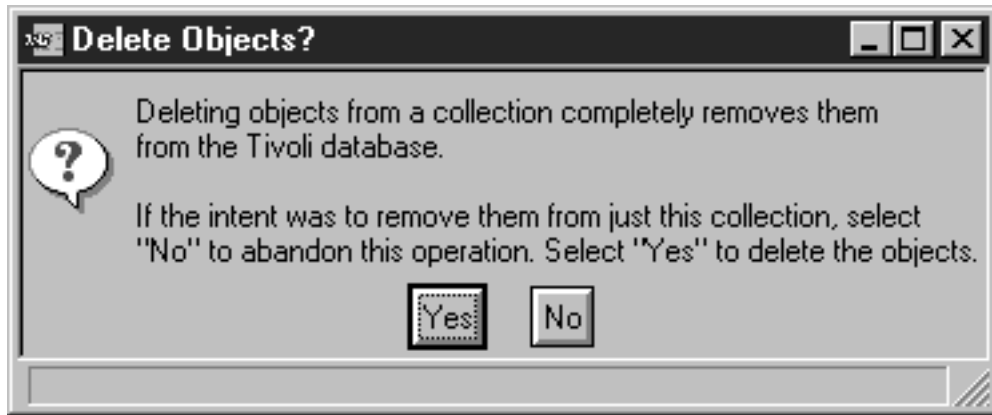 Delete Objects?
Deleting objects from a collection completely removes them
from the Tivoli database.
If the intent was to remove them from just this collection, select
"No" to abandon this operation. Select "Yes" to delete the objects.
Yes No